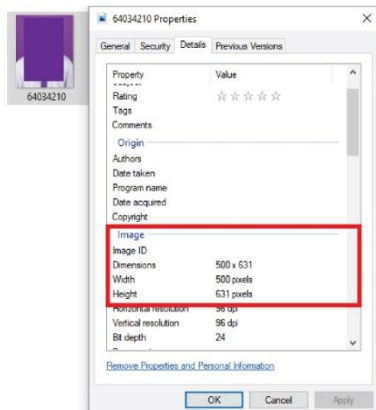 64034210
64034210 Properties
General Security Details Previous Versions
Property Value
Rating
Tags
Comments
Origin
Authors
Date taken
Program name
Date acquired
Copyright
Image
Image ID
Dimensions 500 x 631
Width 500 pixels
Height 631 pixels
Horizontal resolution 96 dpi
Vertical resolution 96 dpi
Bit depth 24
Remove Properties and Personal Information
OK Cancel Apply